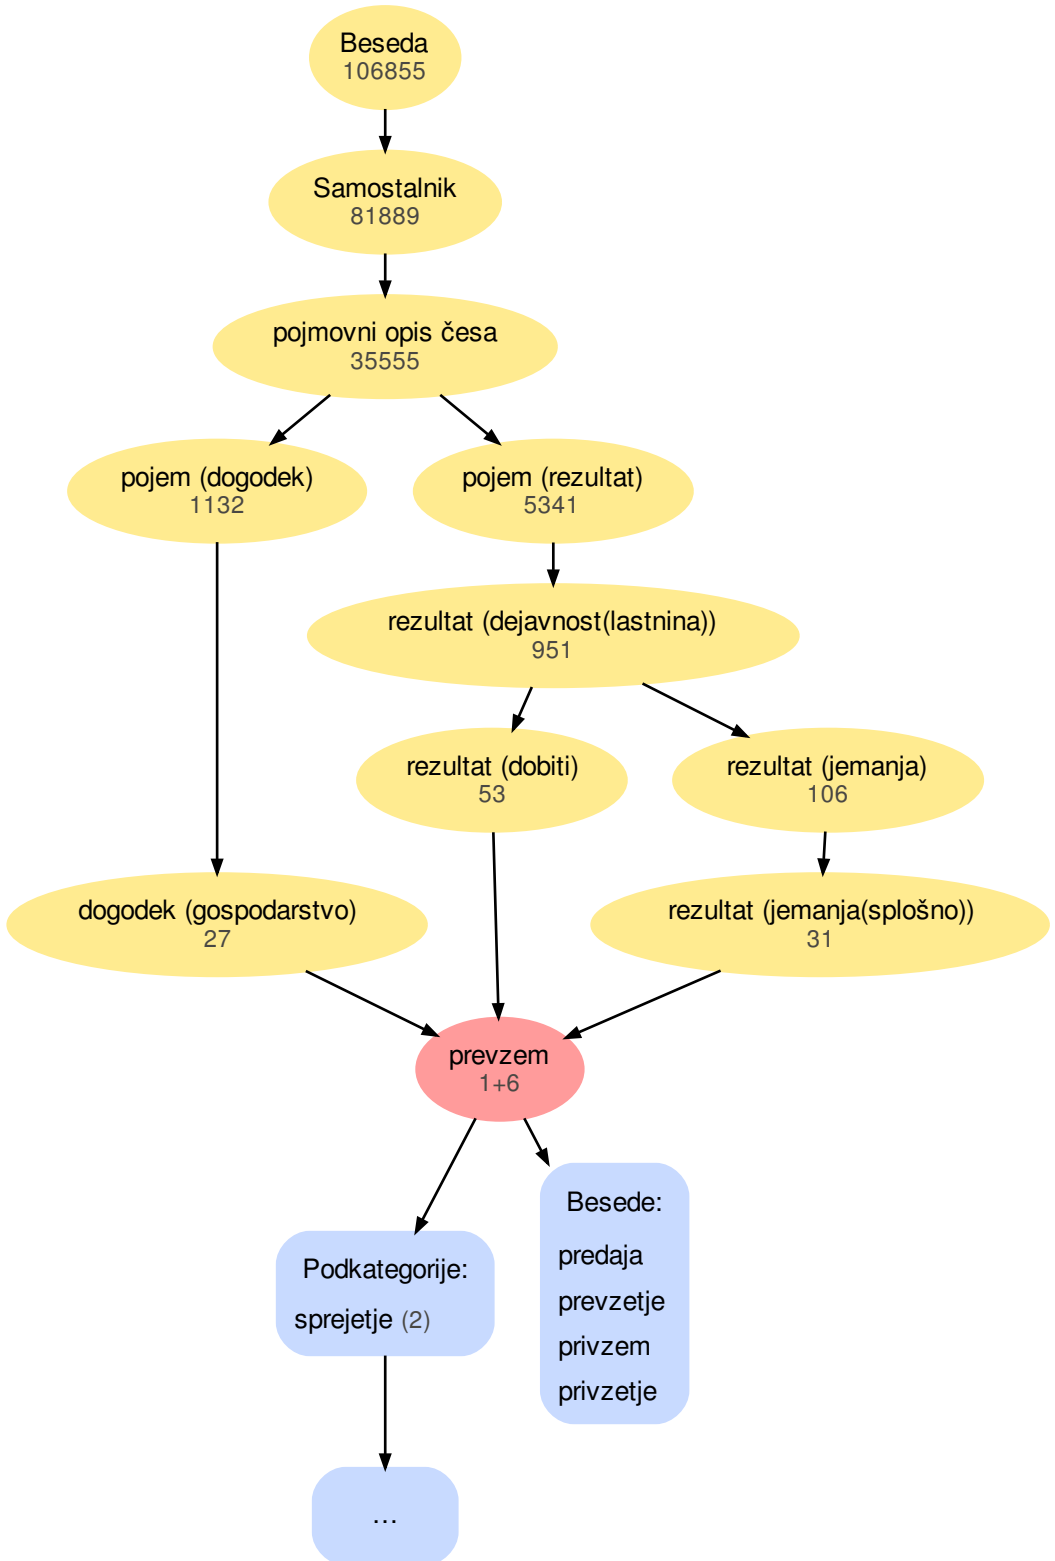 Beseda
106855
Samostalnik
81889
pojmovni opis česa
35555
pojem (dogodek)
1132
pojem (rezultat)
5341
rezultat (dejavnost(lastnina))
951
rezultat (dobiti)
53
rezultat (jemanja)
106
dogodek (gospodarstvo)
27
rezultat (jemanja(splošno))
31
prevzem
1+6
Podkategorije:
sprejetje (2)
Besede:
predaja
prevzetje
privzem
privzetje
...